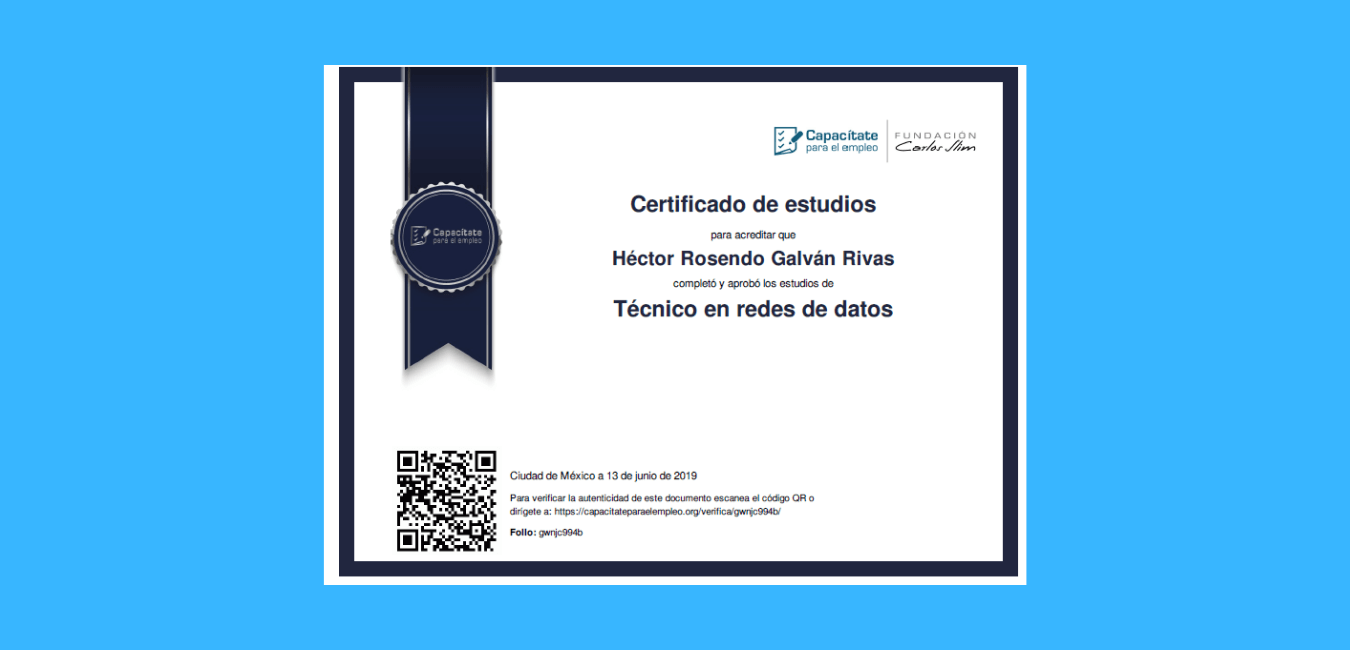 Capacítate
para el empleo
FUNDACIÓN
Carlos Slim
Certificado de estudios
para acreditar que
Capacítate
para el empleo
Héctor Rosendo Galván Rivas
completó y aprobó los estudios de
Técnico en redes de datos
Ciudad de México a 13 de junio de 2019
Para verificar la autenticidad de este documento escanea el código QR o
dirígete a: https://capacitateparaelempleo.org/verifica/gwnjc994b/
Folio: gwnjc994b